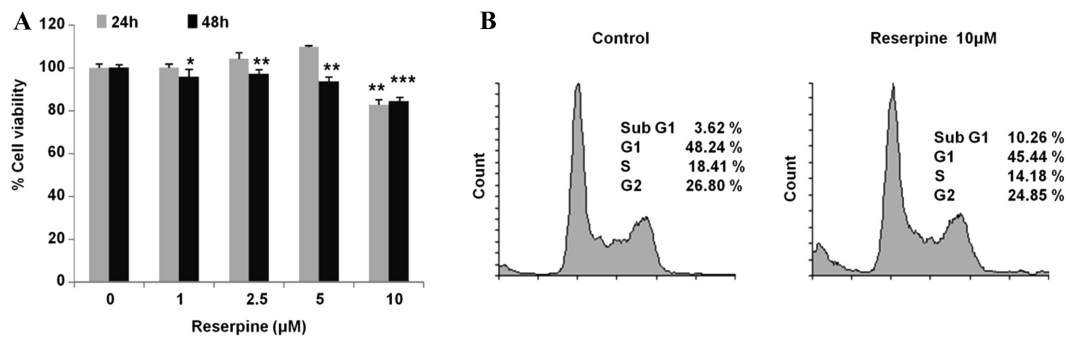 A
24h 48h
120
100
80
60
40
20
0
% Cell viability
*
**
**
** ***
0 1 2.5 5 10
Reserpine (µM)
B
Control
Count
Sub G1 3.62 %
G1 48.24 %
S 18.41 %
G2 26.80 %
Reserpine 10µM
Count
Sub G1 10.26 %
G1 45.44 %
S 14.18 %
G2 24.85 %